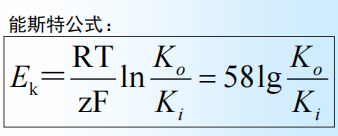 能斯特公式：
E_k = RT/zF ln K_o/K_i = 58lg K_o/K_i